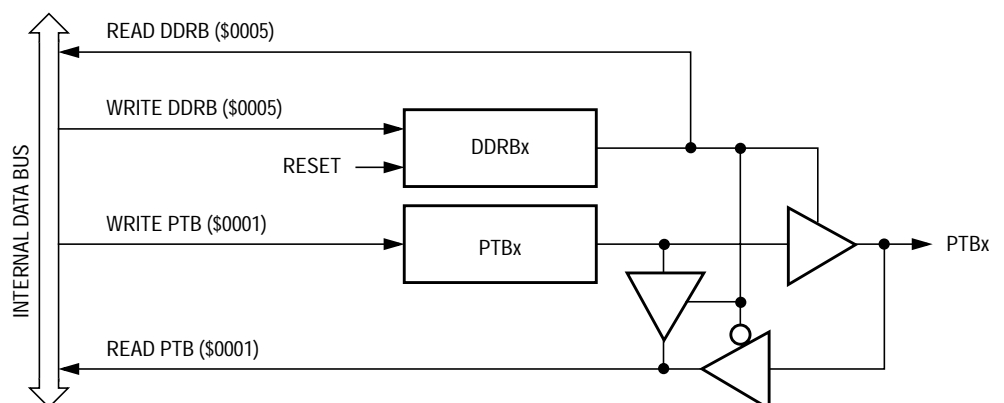 READ DDRB ($0005)
WRITE DDRB ($0005)
DDRBx
RESET
WRITE PTB ($0001)
PTBx
PTBx
READ PTB ($0001)
INTERNAL DATA BUS